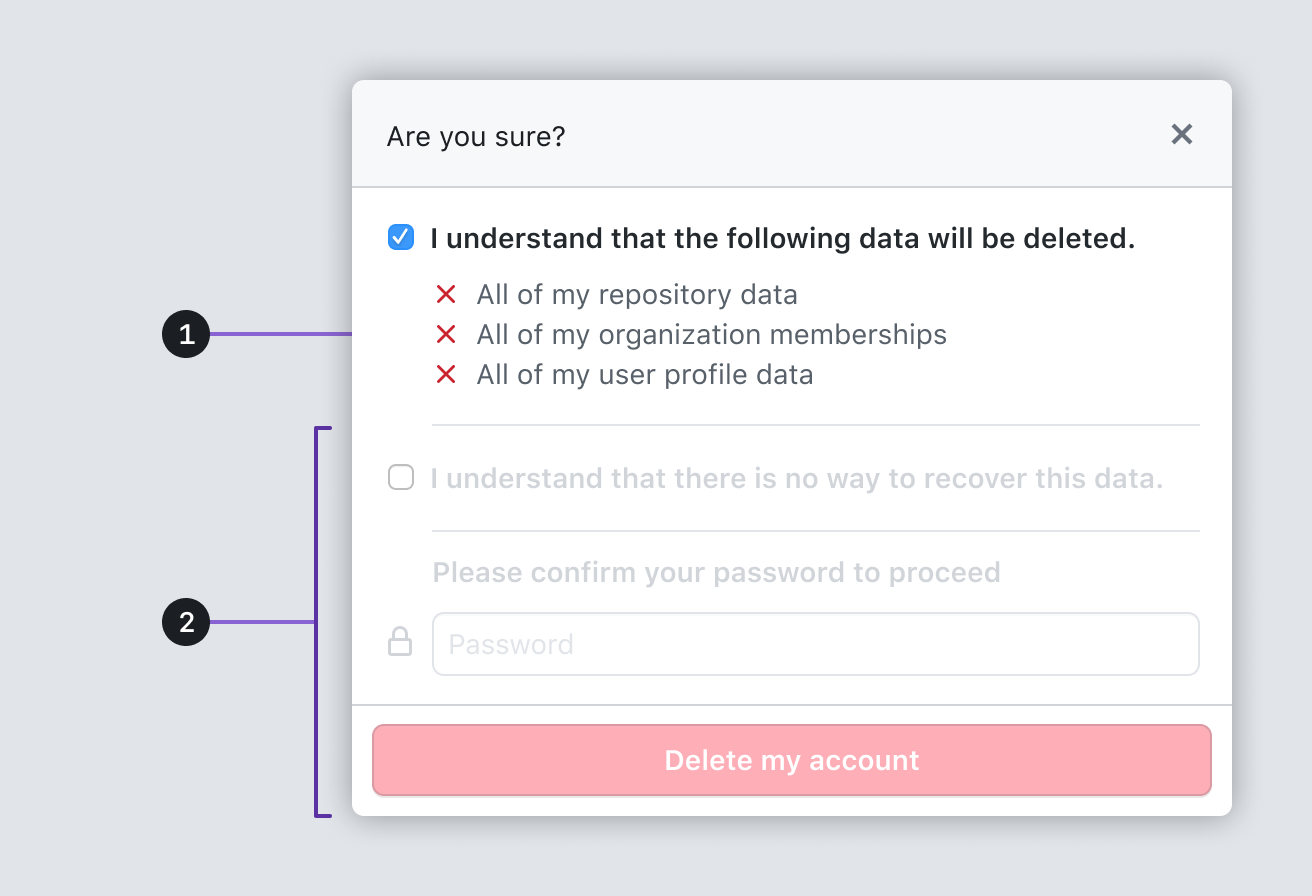 Are you sure?
I understand that the following data will be deleted.
All of my repository data
1
All of my organization memberships
All of my user profile data
I understand that there is no way to recover this data.
Please confirm your password to proceed
2
Password
Delete my account